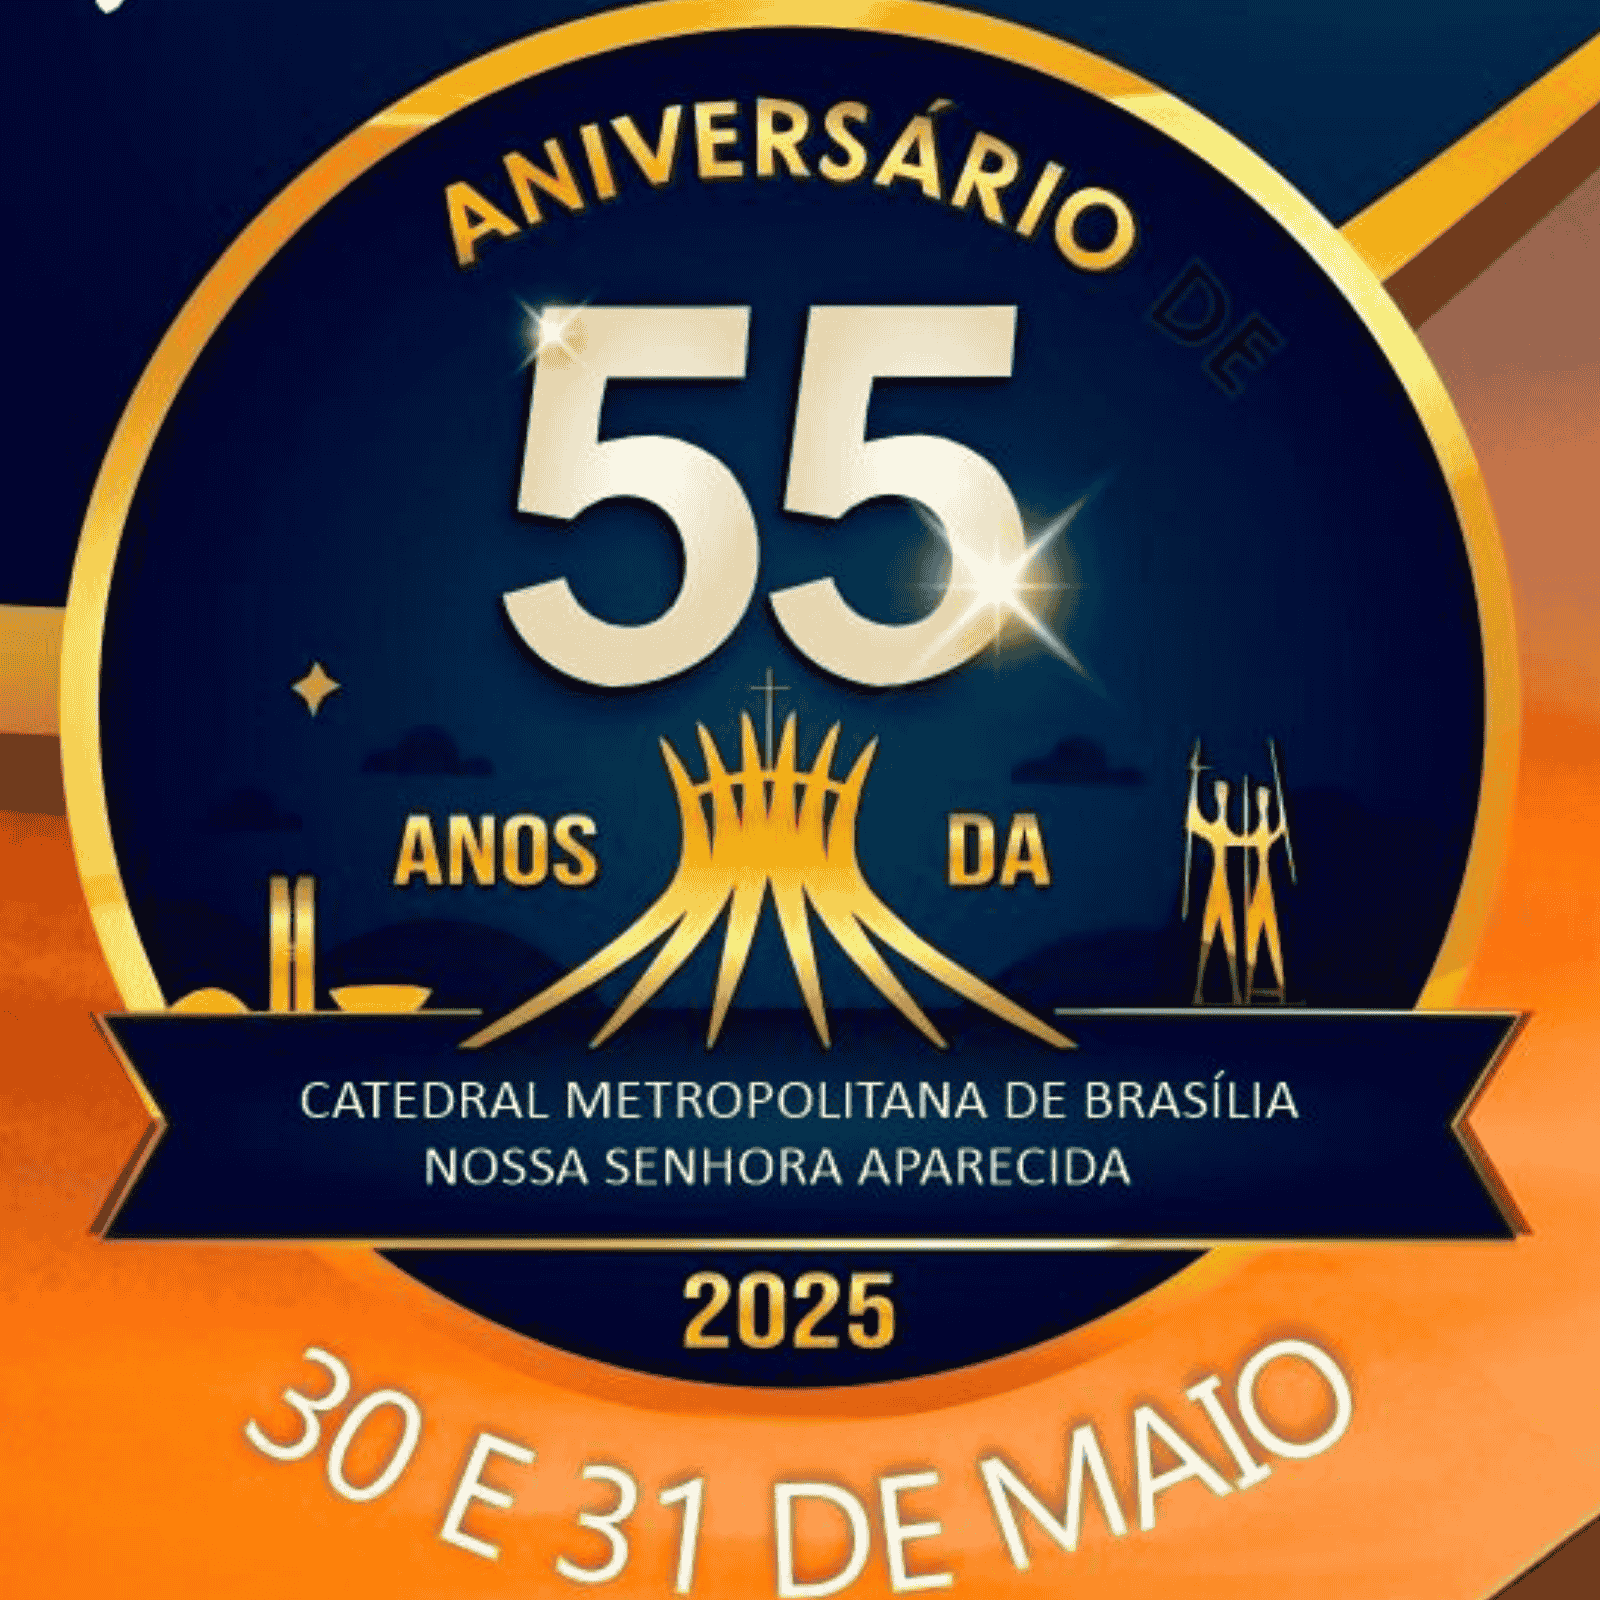 ANIVERSÁRIO DE
55
ANOS DA
CATEDRAL METROPOLITANA DE BRASÍLIA
NOSSA SENHORA APARECIDA
2025
30 E 31 DE MAIO